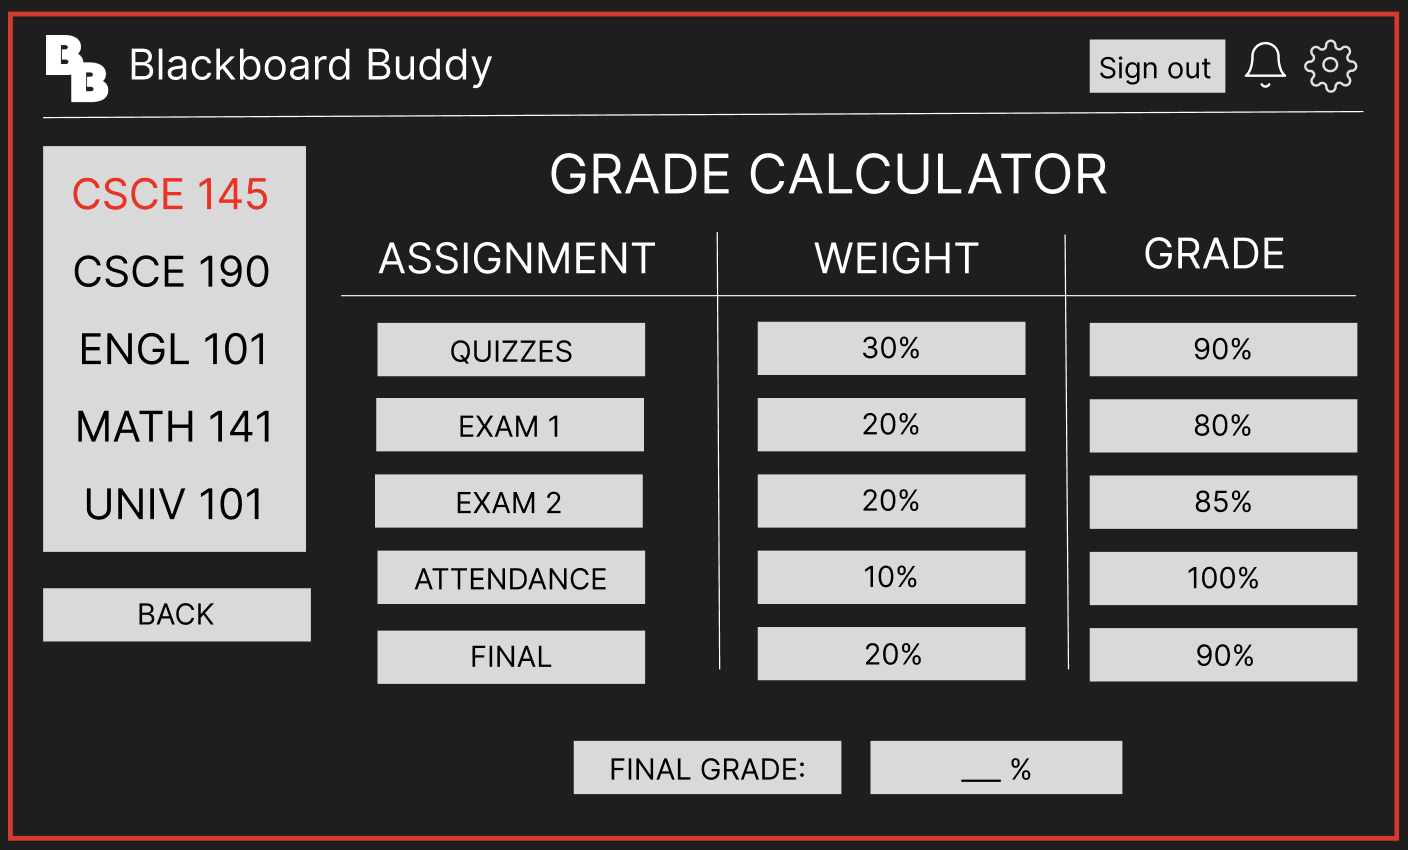 BB Blackboard Buddy Sign out
CSCE 145
CSCE 190
ENGL 101
MATH 141
UNIV 101
BACK
GRADE CALCULATOR
ASSIGNMENT WEIGHT GRADE
QUIZZES 30% 90%
EXAM 1 20% 80%
EXAM 2 20% 85%
ATTENDANCE 10% 100%
FINAL 20% 90%
FINAL GRADE: ___ %